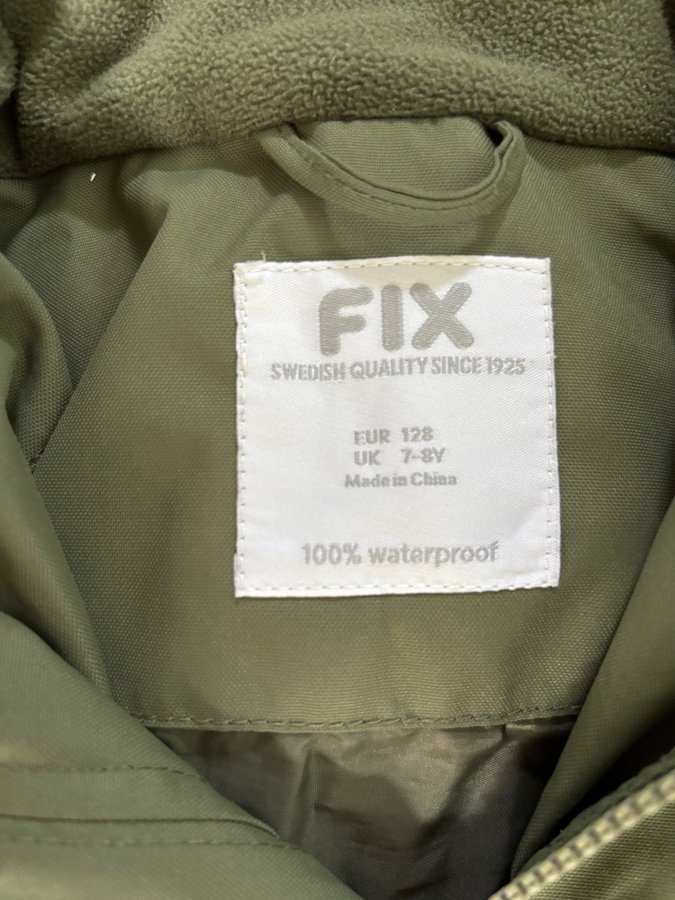 FIX
SWEDISH QUALITY SINCE 1925
EUR 128
UK 7-8Y
Made in China
100% waterproof